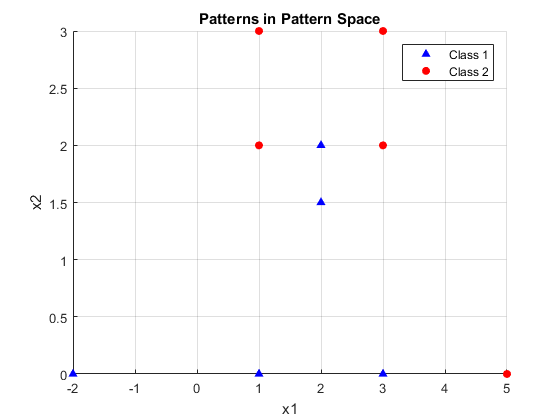 Patterns in Pattern Space
Class 1
Class 2
3
2.5
2
1.5
1
0.5
0
x2
-2 -1 0 1 2 3 4 5
x1